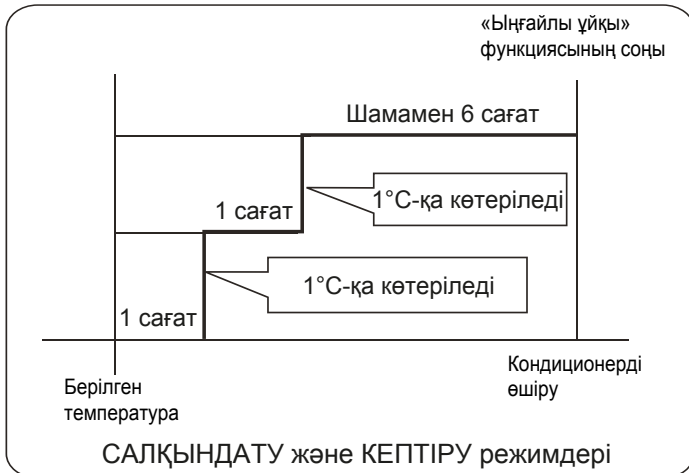 «Ыңғайлы ұйқы»
функциясының соңы
Шамамен 6 сағат
1°C-қа көтеріледі
1 сағат
1°C-қа көтеріледі
1 сағат
Берілген
температура
Кондиционерді
өшіру
САЛҚЫНДАТУ және КЕПТІРУ режимдері